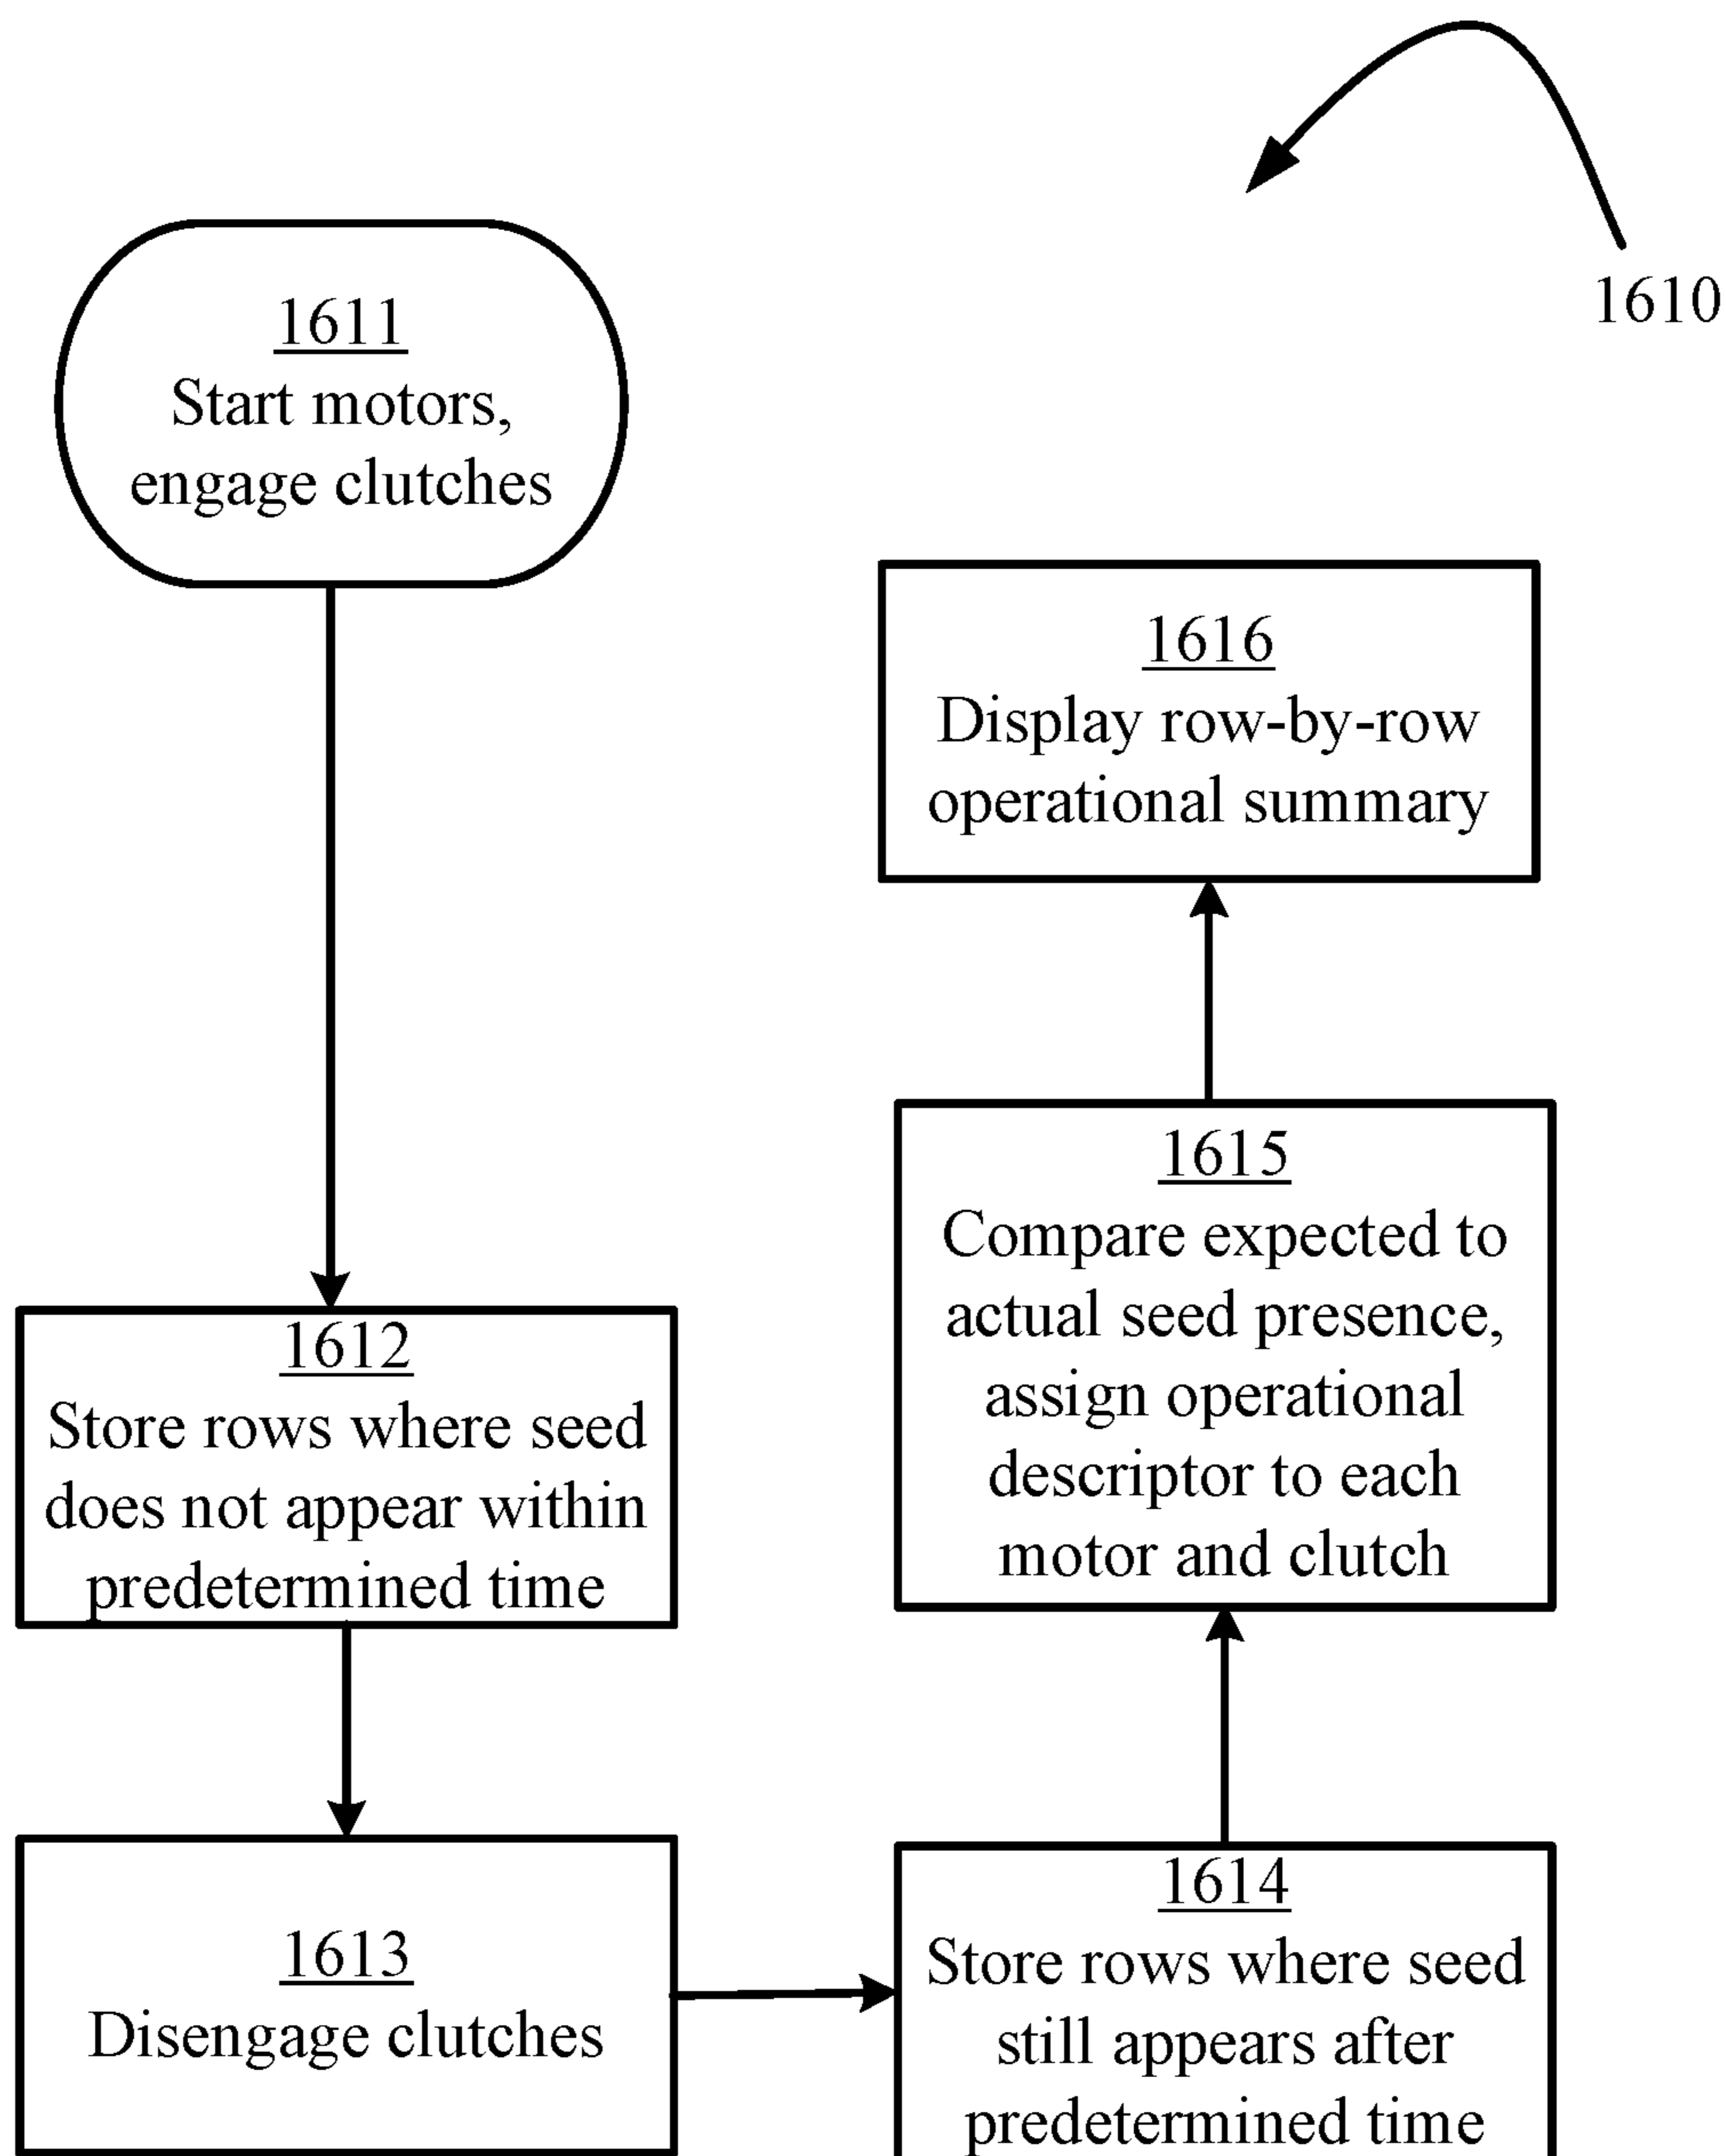 1610
1611
Start motors,
engage clutches
1612
Store rows where seed
does not appear within
predetermined time
1613
Disengage clutches
1614
Store rows where seed
still appears after
predetermined time
1615
Compare expected to
actual seed presence,
assign operational
descriptor to each
motor and clutch
1616
Display row-by-row
operational summary